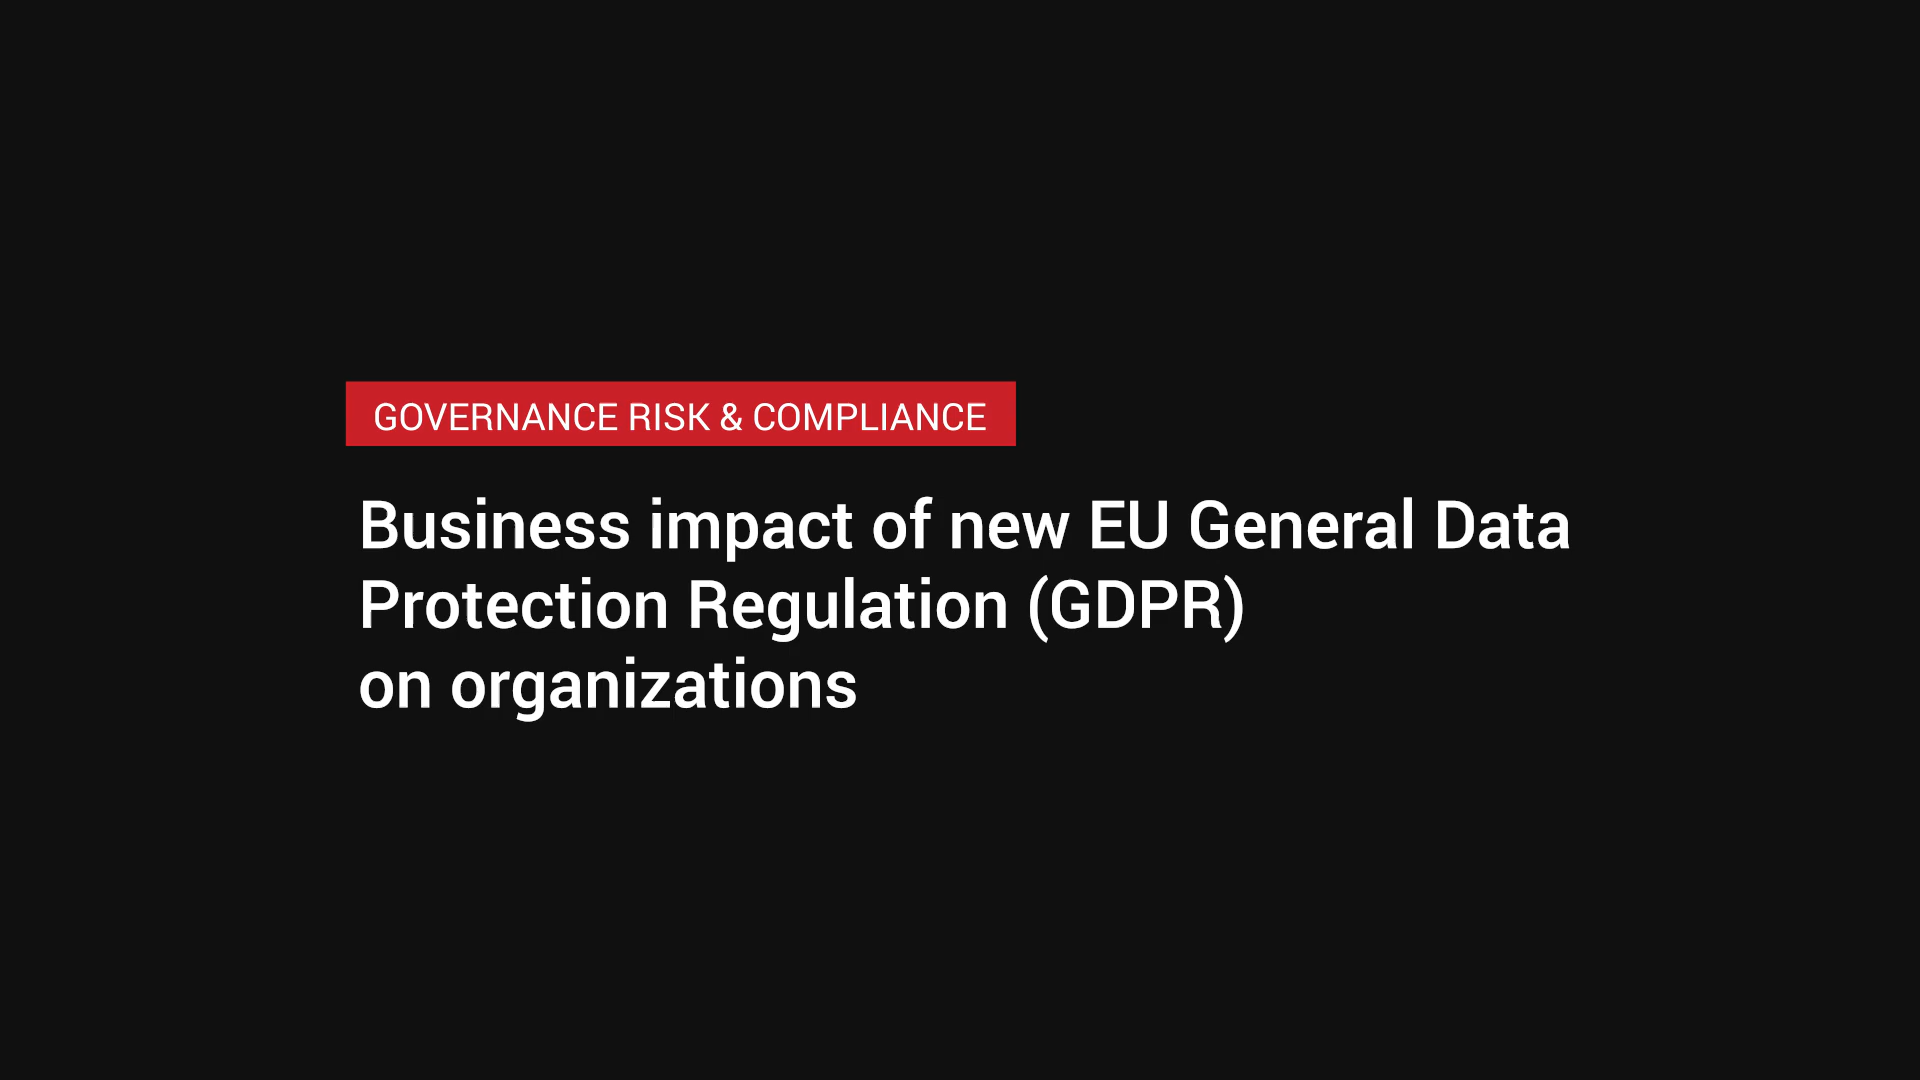 GOVERNANCE RISK & COMPLIANCE
Business impact of new EU General Data
Protection Regulation (GDPR)
on organizations